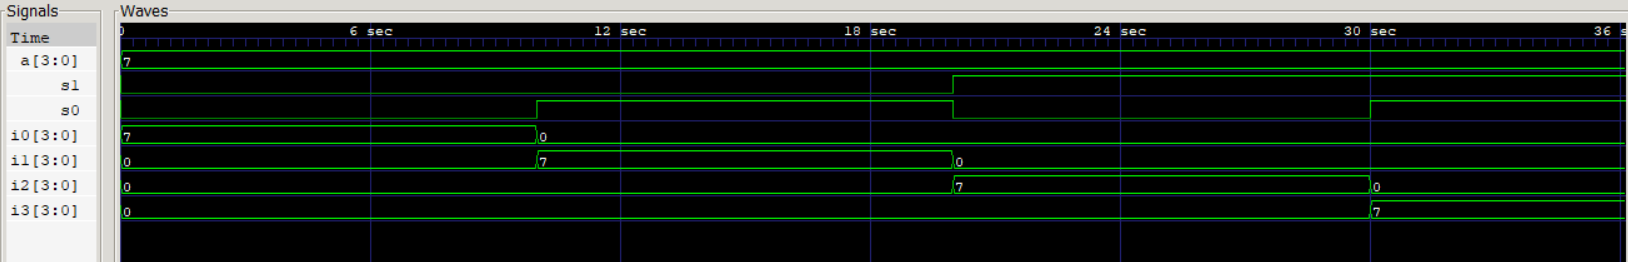 Signals Waves
Time 0 6 sec 12 sec 18 sec 24 sec 30 sec 36 s
a[3:0] 7
s1
s0
i0[3:0] 7 0
i1[3:0] 0 7 0
i2[3:0] 0 7 0
i3[3:0] 0 7